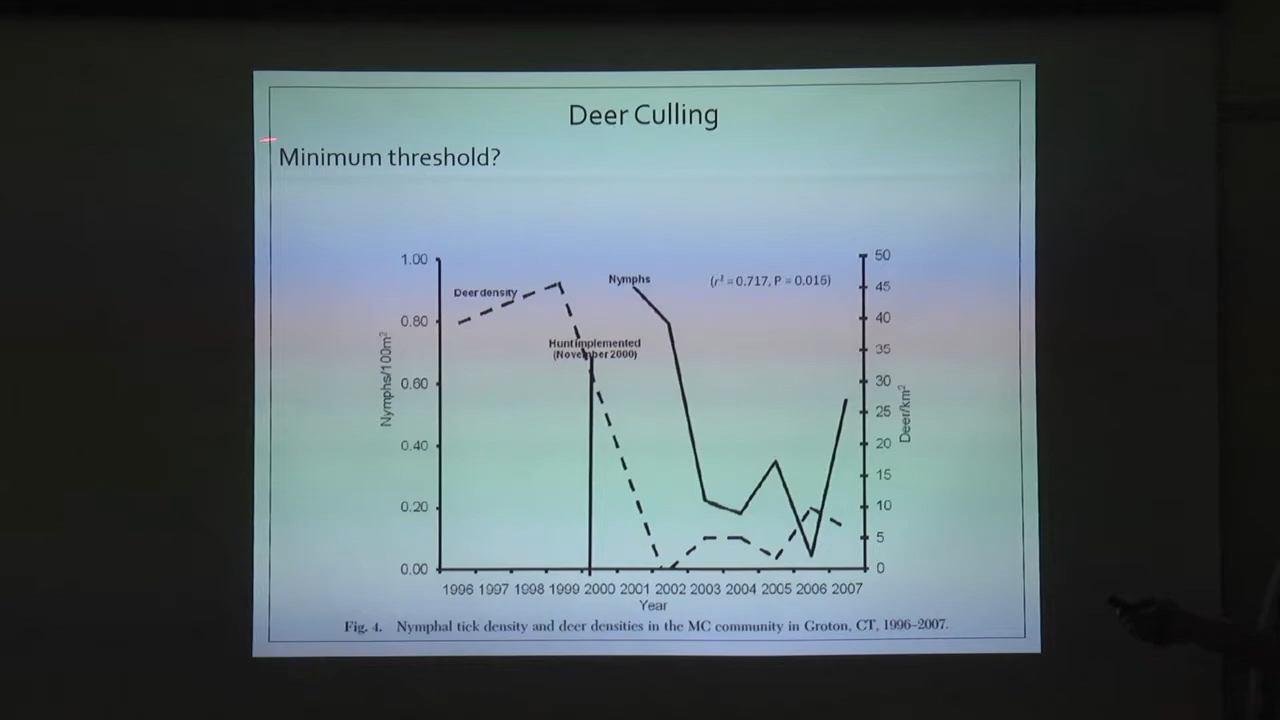 Deer Culling
Minimum threshold?
1.00
0.80
0.60
0.40
0.20
0.00
Nymphs/100m²
Deer density
Hunt implemented
(November 2000)
Nymphs
(r² = 0.717, P = 0.016)
50
45
40
35
30
25
20
15
10
5
0
Deer/km²
1996 1997 1998 1999 2000 2001 2002 2003 2004 2005 2006 2007
Year
Fig. 4. Nymphal tick density and deer densities in the MC community in Groton, CT, 1996–2007.